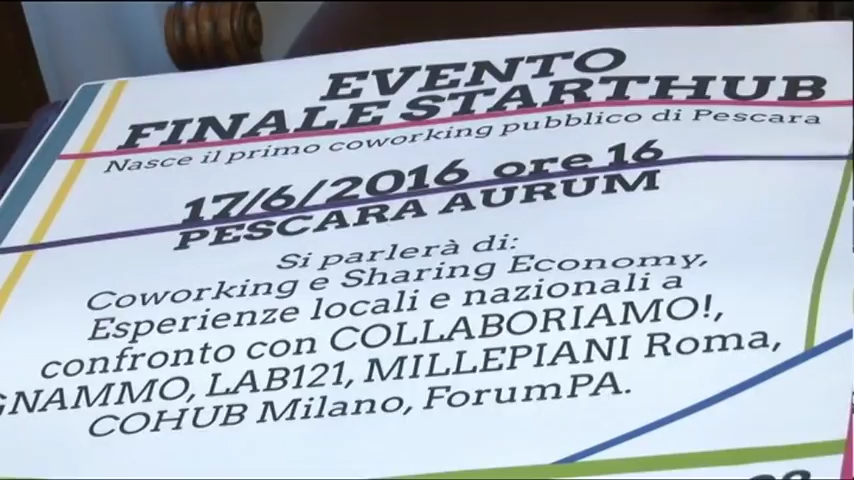 EVENTO
FINALE STARTHUB
Nasce il primo coworking pubblico di Pescara
17/6/2016 ore 16
PESCARA AURUM
Si parlerà di:
Coworking e Sharing Economy,
Esperienze locali e nazionali a
confronto con COLLABORIAMO!,
GNAMMO, LAB121, MILLEPIANI Roma,
COHUB Milano, ForumPA.